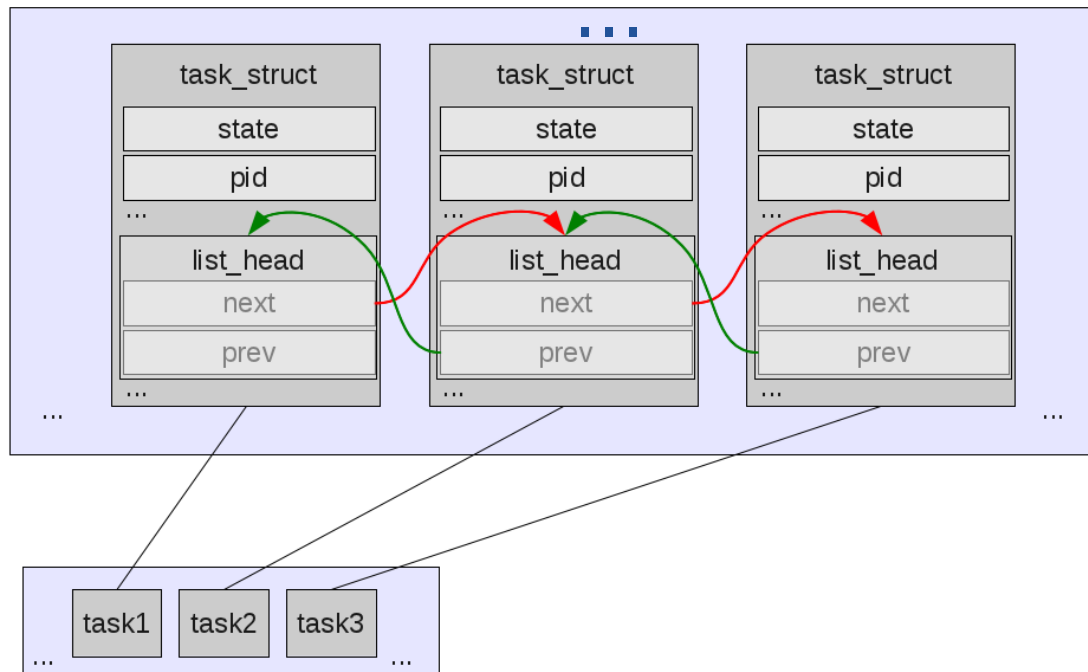 ...
task_struct task_struct task_struct
state state state
pid pid pid
... ... ...
list_head list_head list_head
next next next
prev prev prev
... ... ...
... ...
task1 task2 task3
... ...